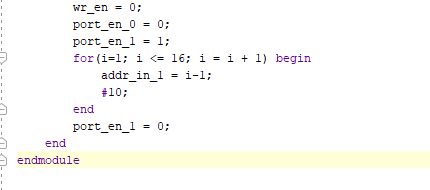 wr_en = 0;
port_en_0 = 0;
port_en_1 = 1;
for(i=1; i <= 16; i = i + 1) begin
addr_in_1 = i-1;
#10;
end
port_en_1 = 0;
end
endmodule